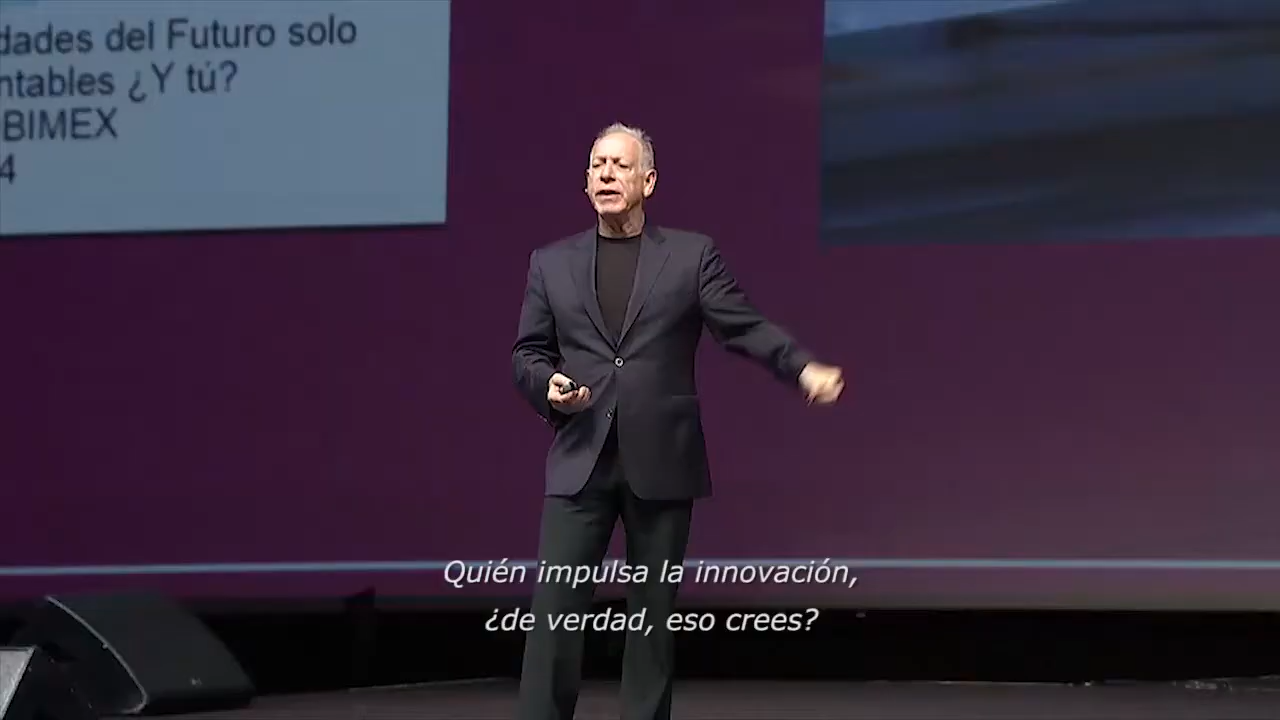 dades del Futuro solo
ntables ¿Y tú?
BIMEX
4
Quién impulsa la innovación,
¿de verdad, eso crees?